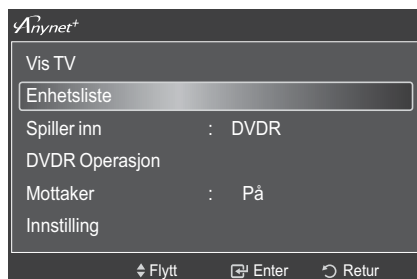 Anynet+
Vis TV
Enhetsliste
Spiller inn : DVDR
DVDR Operasjon
Mottaker : På
Innstilling
Flytt Enter Retur